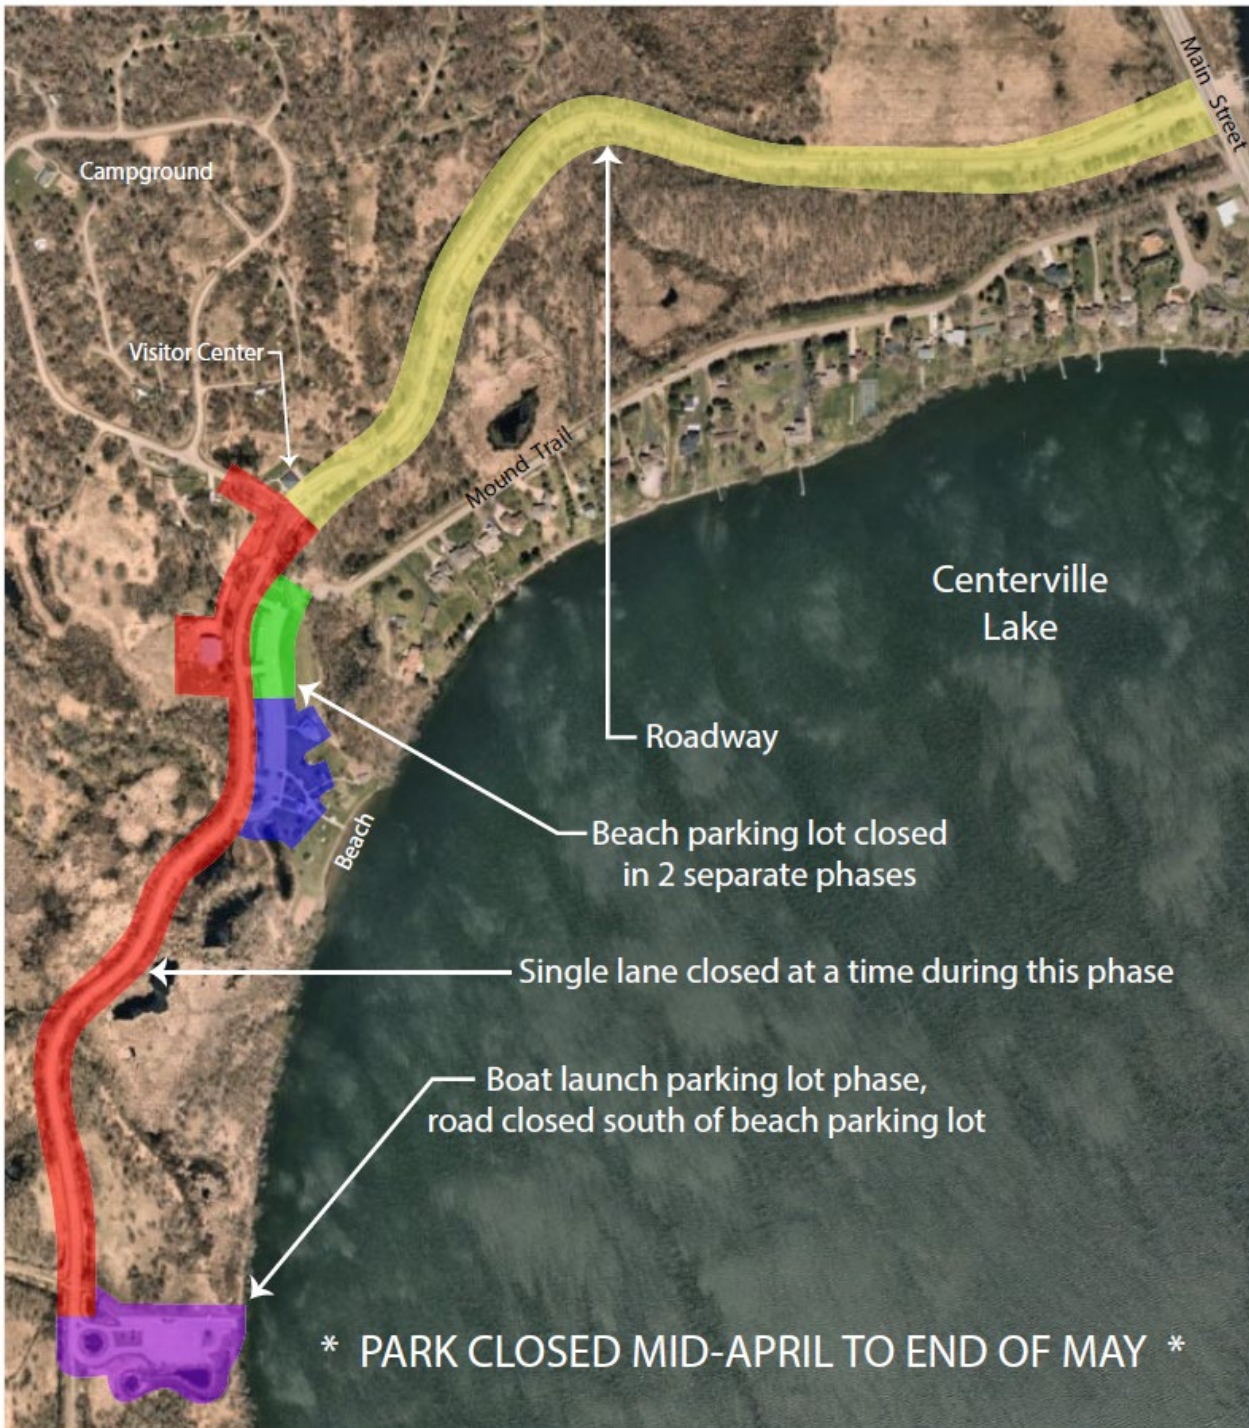 Main Street
Campground
Visitor Center
Mound Trail
Centerville
Lake
Roadway
Beach parking lot closed
in 2 separate phases
Beach
Single lane closed at a time during this phase
Boat launch parking lot phase,
road closed south of beach parking lot
* PARK CLOSED MID-APRIL TO END OF MAY *